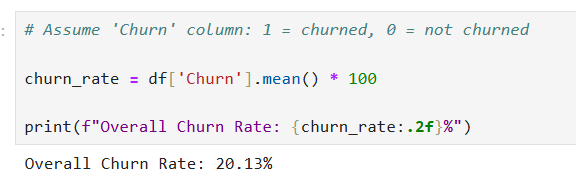 :
# Assume 'Churn' column: 1 = churned, 0 = not churned
churn_rate = df['Churn'].mean() * 100
print(f"Overall Churn Rate: {churn_rate:.2f}%")
Overall Churn Rate: 20.13%